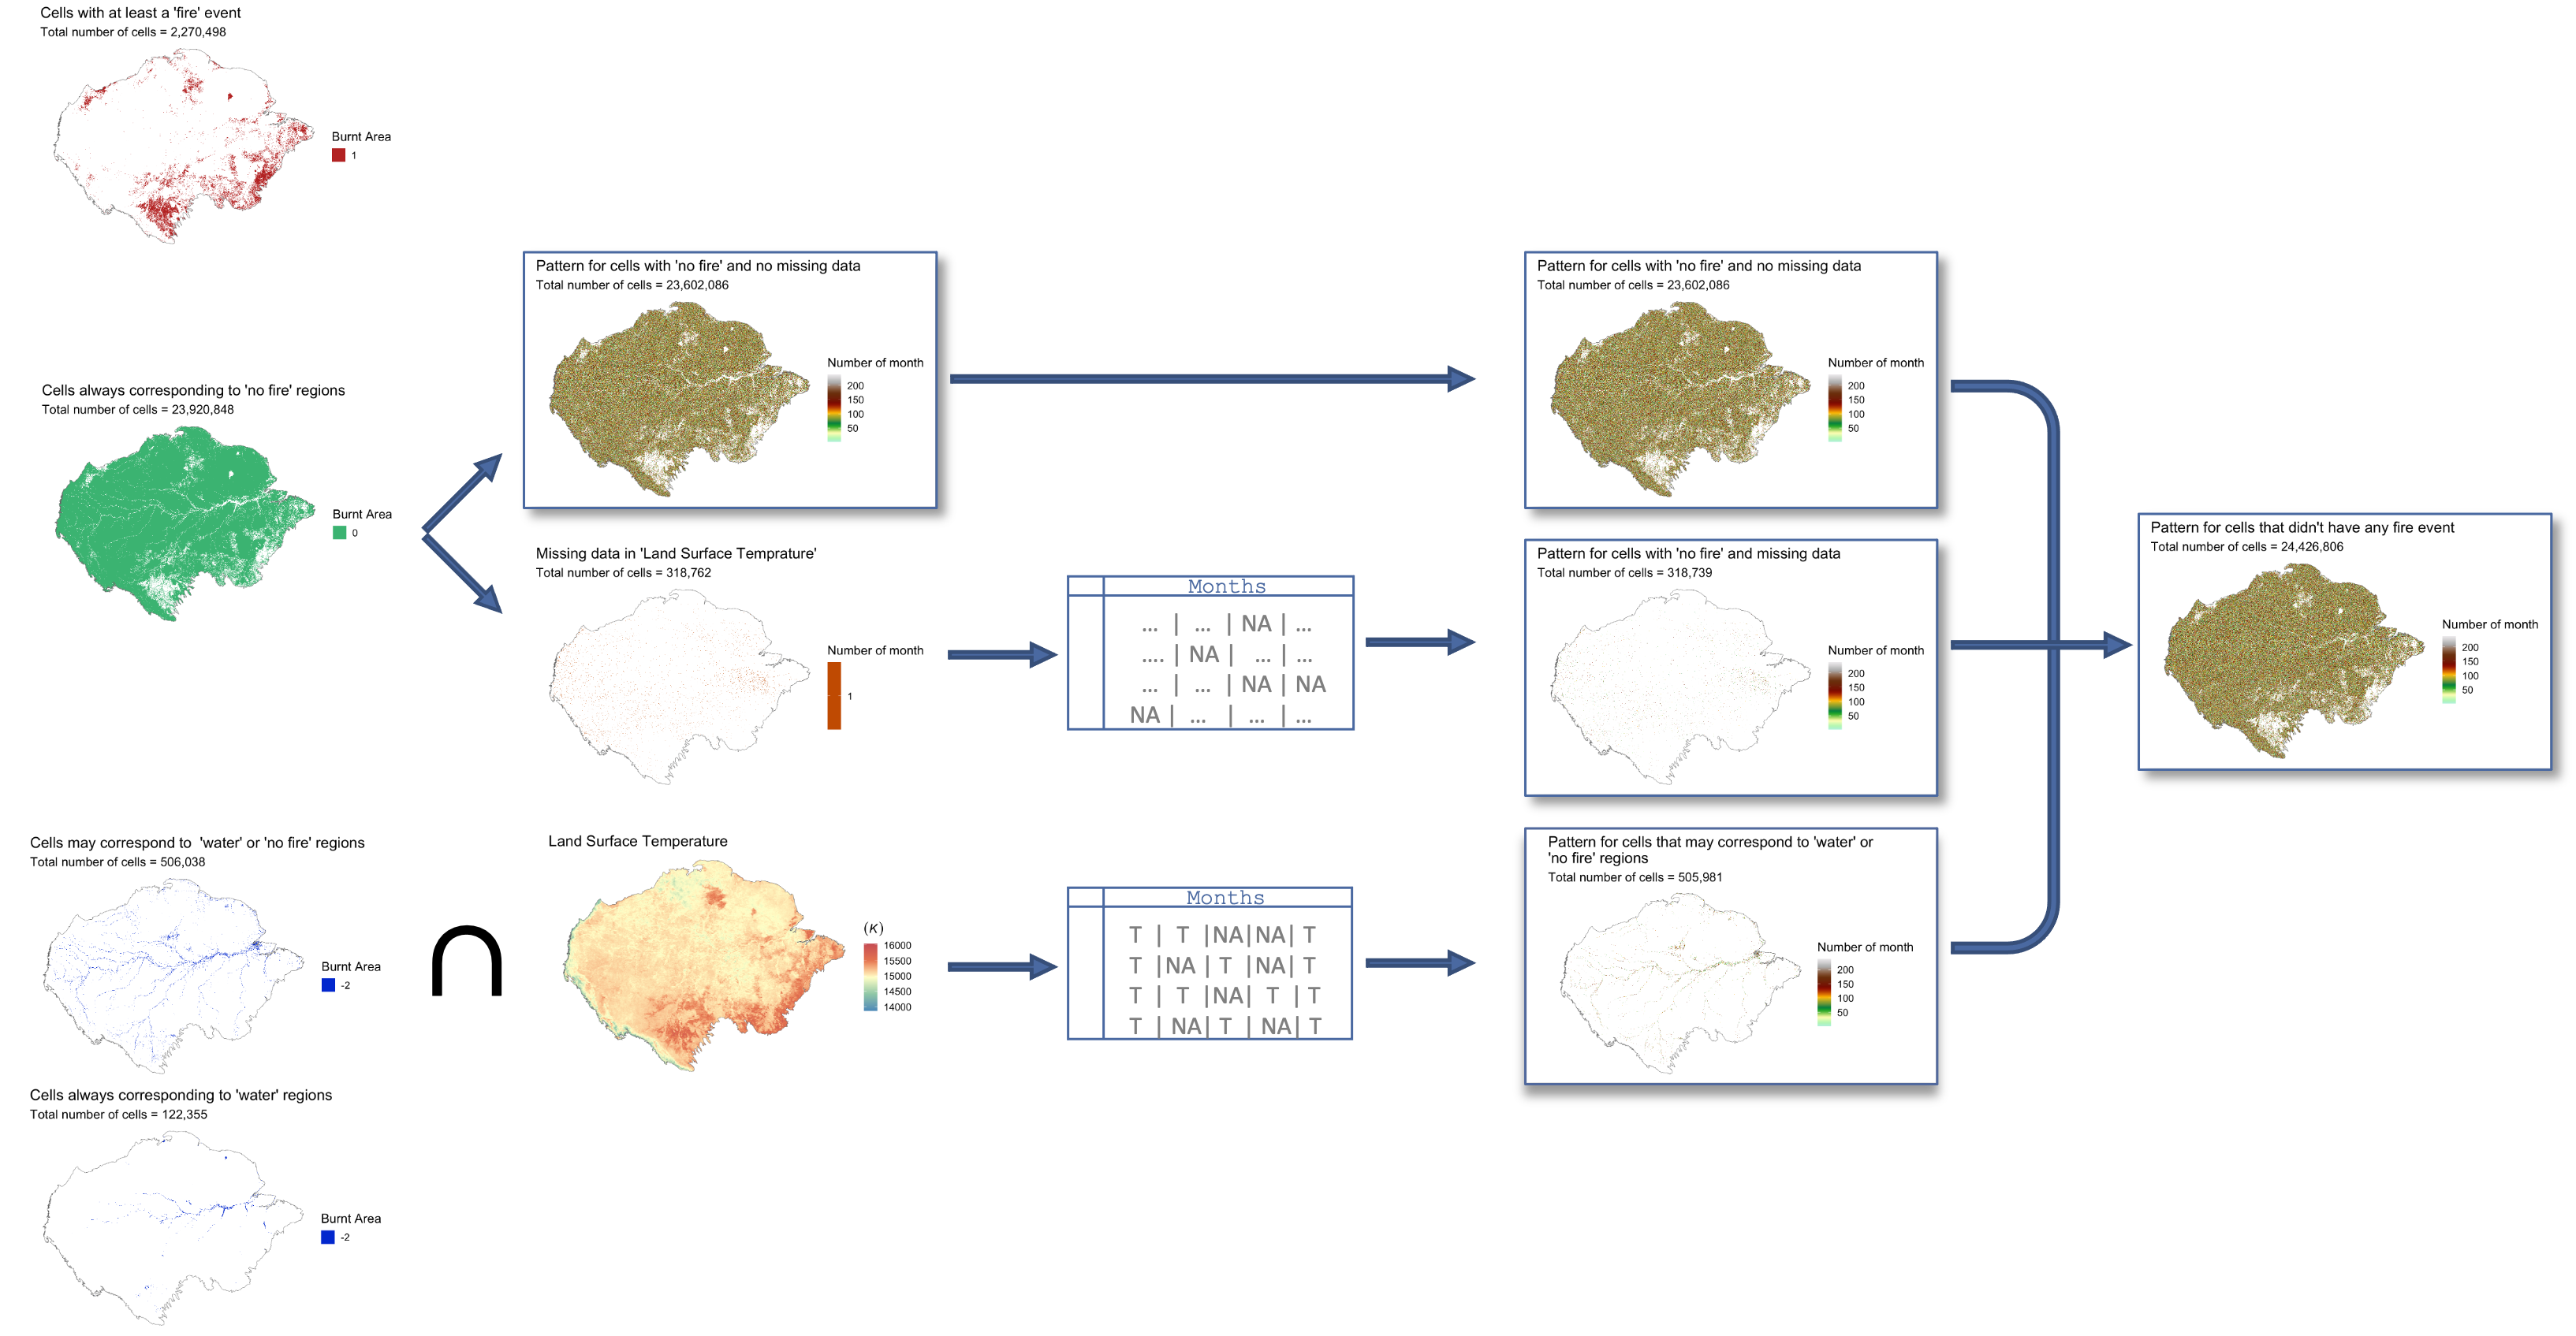 Cells with at least a 'fire' event
Total number of cells = 2,270,498
Burnt Area
1
Cells always corresponding to 'no fire' regions
Total number of cells = 23,920,848
Burnt Area
0
Cells may correspond to 'water' or 'no fire' regions
Total number of cells = 506,038
Burnt Area
-2
Cells always corresponding to 'water' regions
Total number of cells = 122,355
Burnt Area
-2
Pattern for cells with 'no fire' and no missing data
Total number of cells = 23,602,086
Number of month
200
150
100
50
Missing data in 'Land Surface Temprature'
Total number of cells = 318,762
Number of month
1
Land Surface Temperature
(K)
16000
15500
15000
14500
14000
Months
... | ... | NA | ...
.... | NA | ... | ...
... | ... | NA | NA
NA | ... | ... | ...
Months
T | T |NA|NA| T
T |NA | T |NA| T
T | T |NA| T | T
T | NA| T | NA| T
Pattern for cells with 'no fire' and no missing data
Total number of cells = 23,602,086
Number of month
200
150
100
50
Pattern for cells with 'no fire' and missing data
Total number of cells = 318,739
Number of month
200
150
100
50
Pattern for cells that may correspond to 'water' or
'no fire' regions
Total number of cells = 505,981
Number of month
200
150
100
50
Pattern for cells that didn't have any fire event
Total number of cells = 24,426,806
Number of month
200
150
100
50